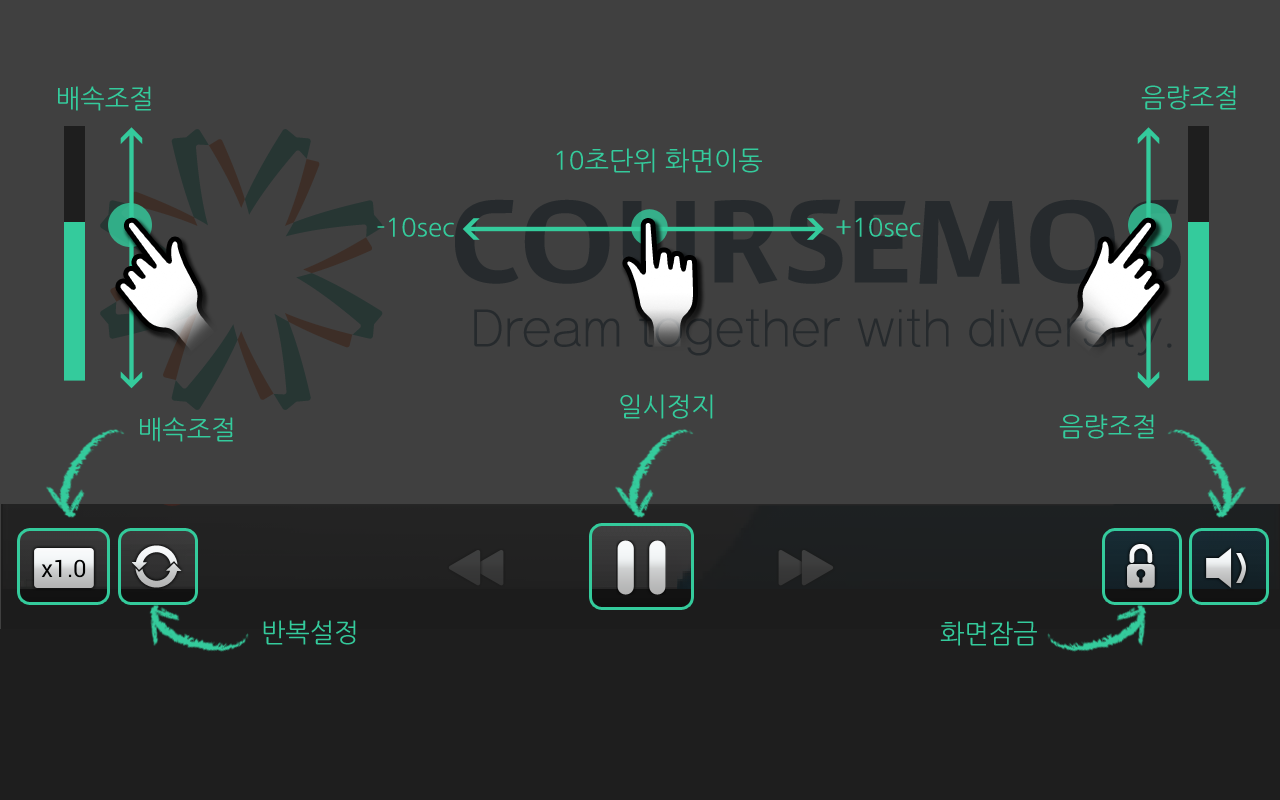 배속조절
음량조절
10초단위 화면이동
-10sec
+10sec
COURSEMOS
Dream together with diversity.
일시정지
배속조절
음량조절
x1.0
반복설정
화면잠금